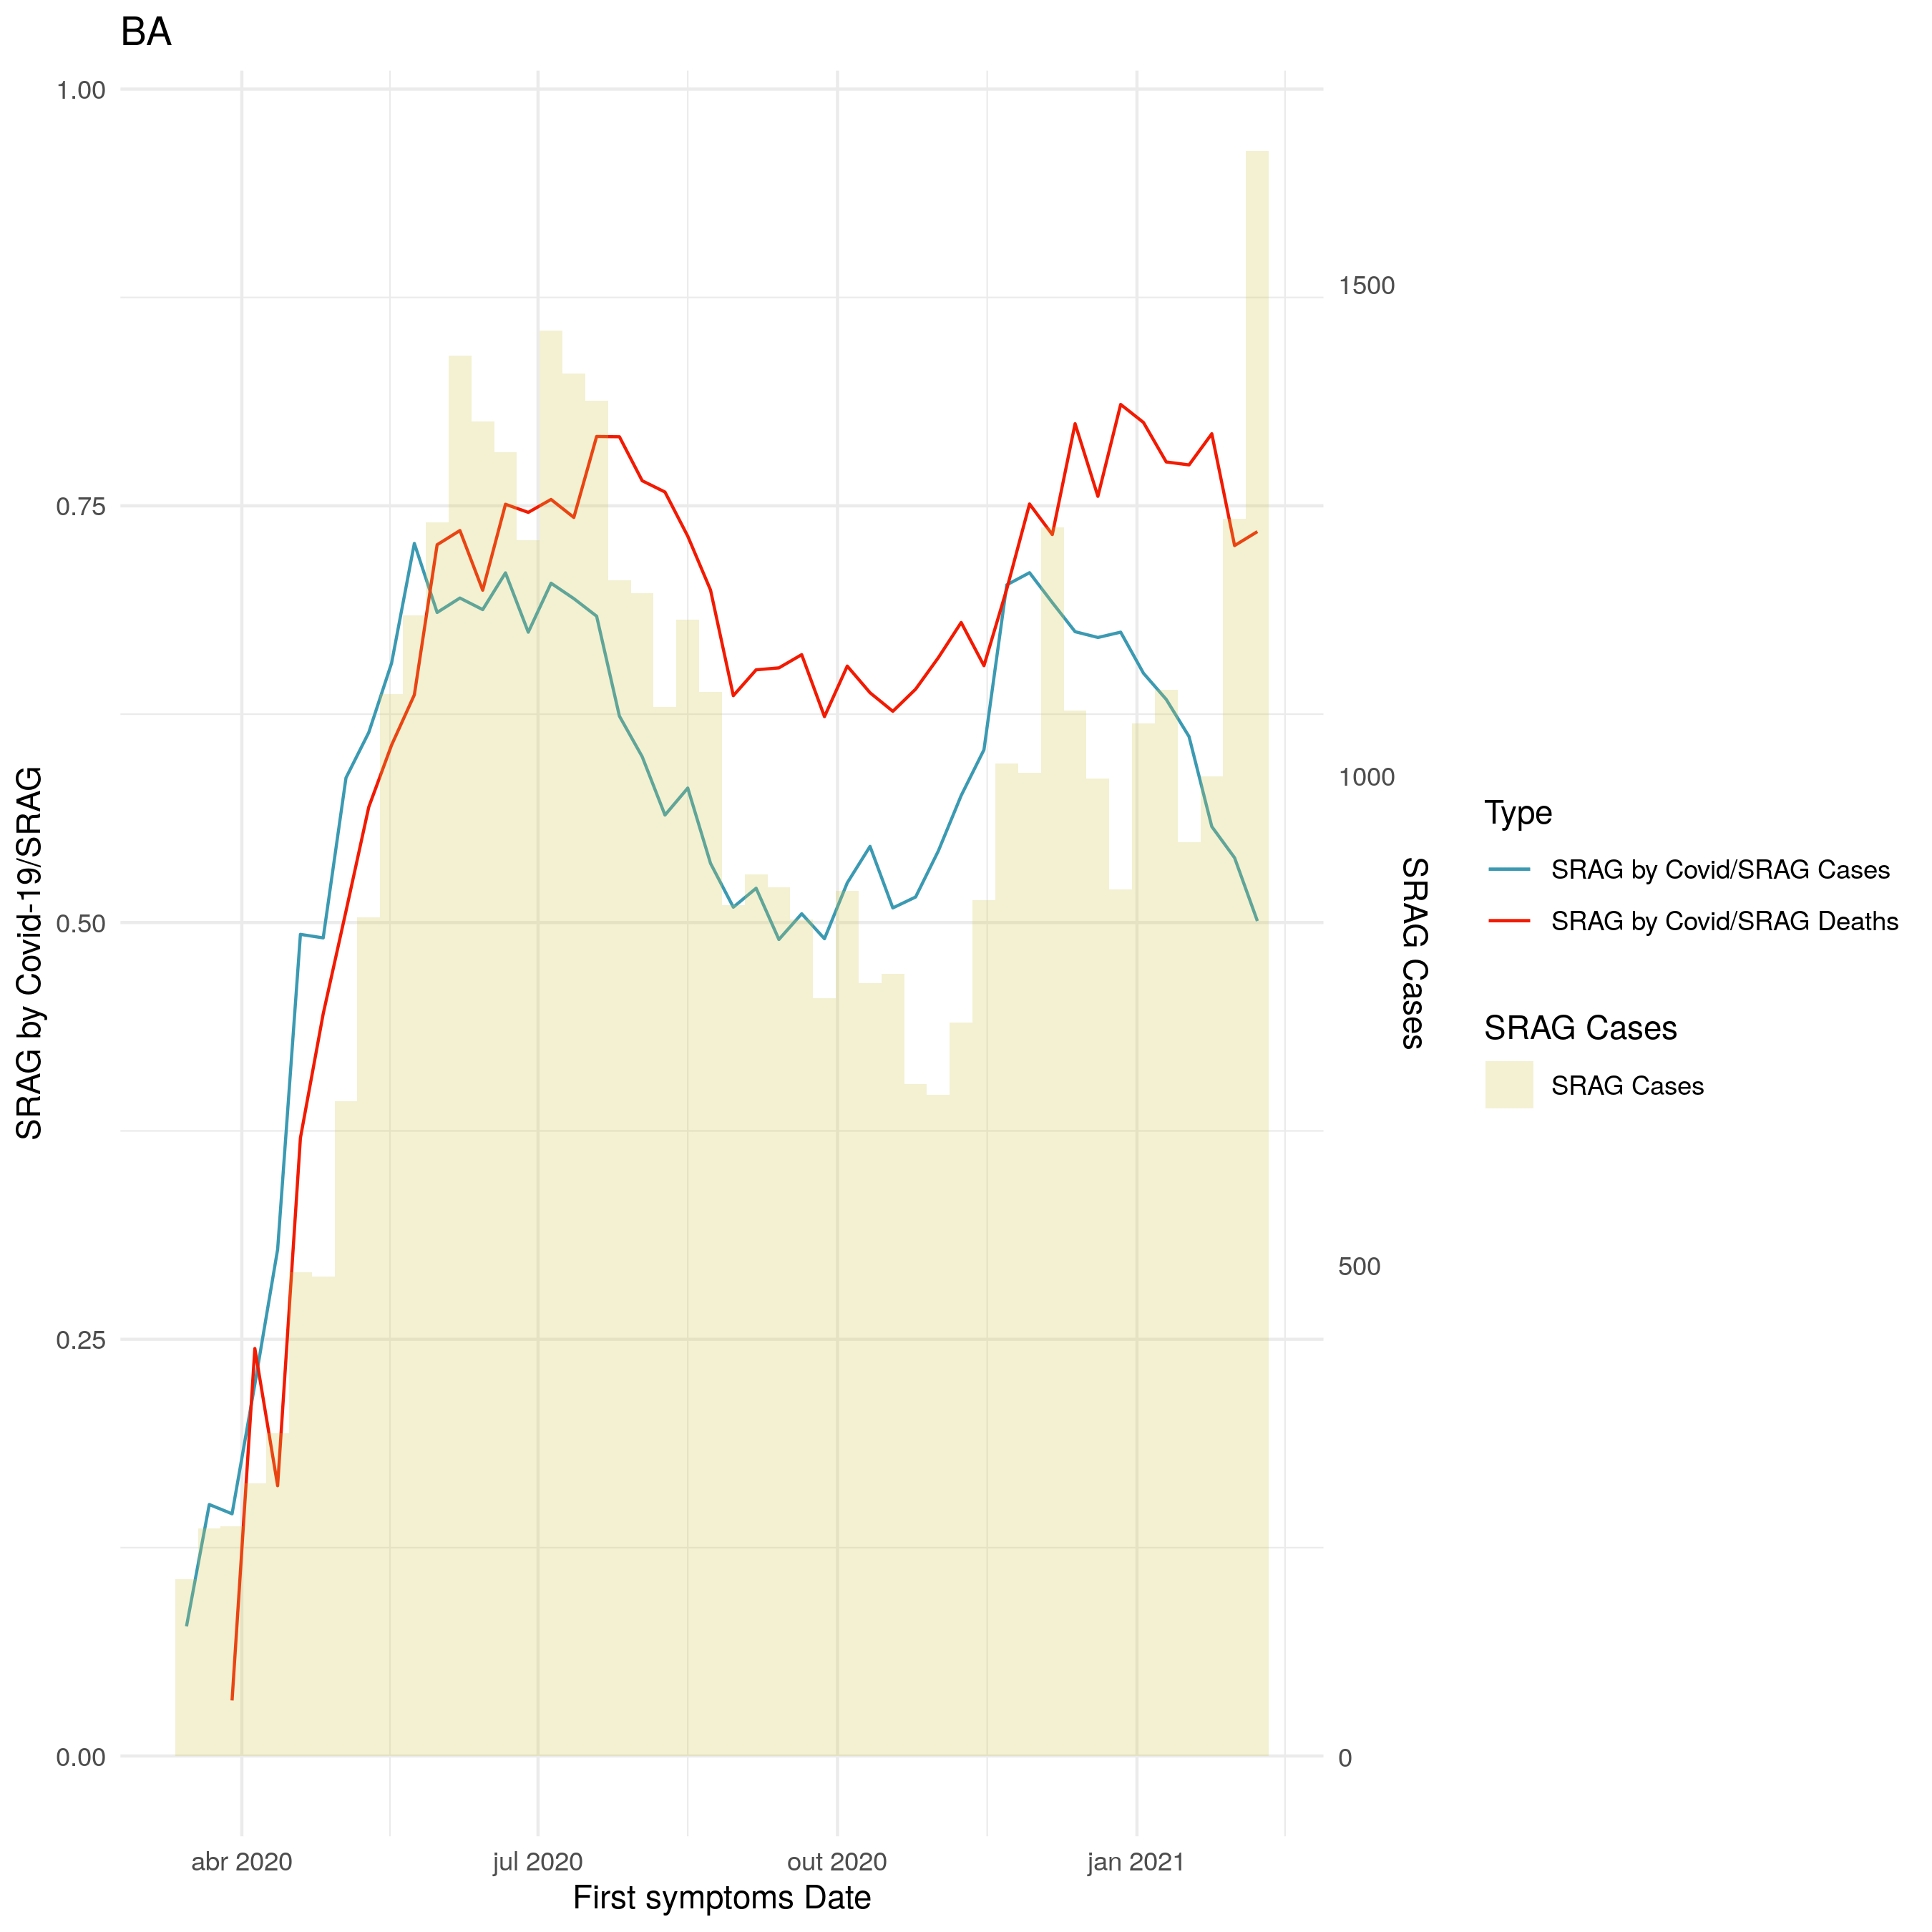 BA
1.00
0.75
0.50
0.25
0.00
SRAG by Covid-19/SRAG
1500
1000
500
0
SRAG Cases
abr 2020
jul 2020
out 2020
jan 2021
First symptoms Date
Type
SRAG by Covid/SRAG Cases
SRAG by Covid/SRAG Deaths
SRAG Cases
SRAG Cases